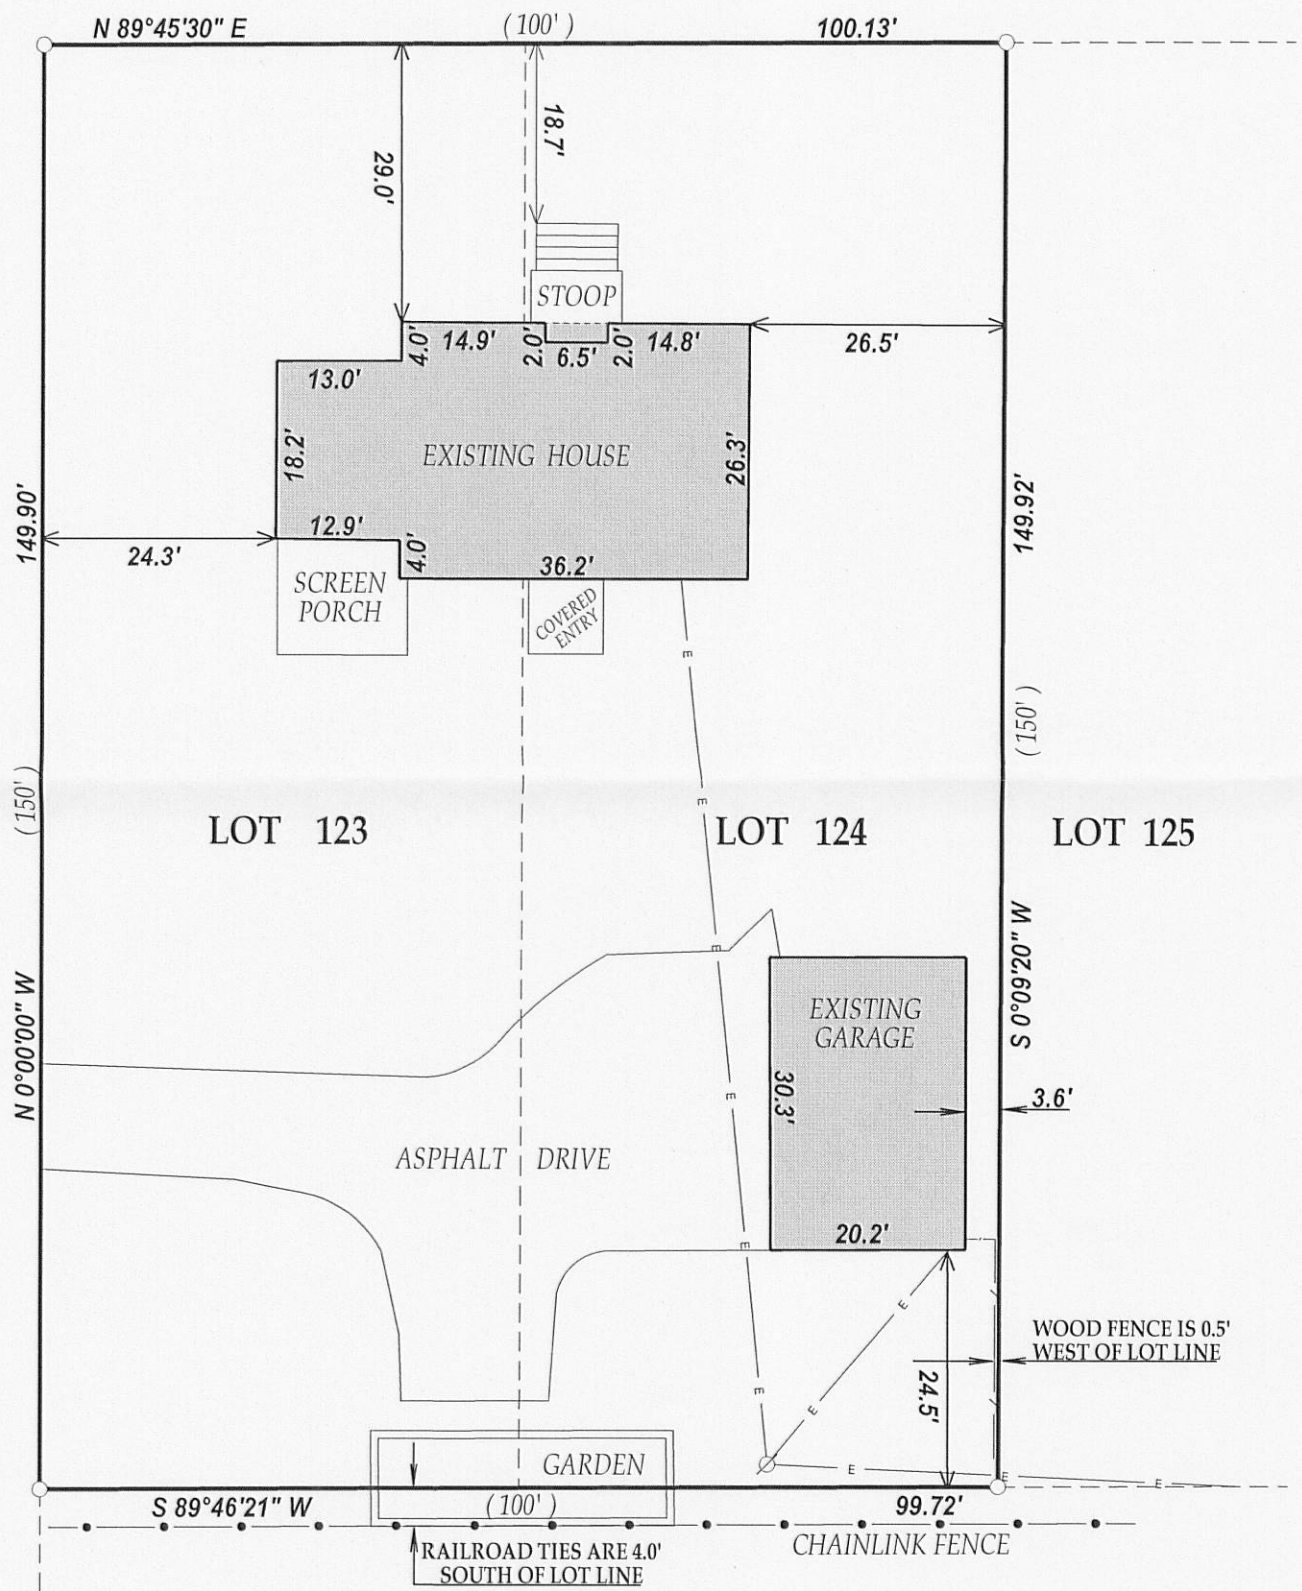 N 89°45'30" E
(100')
100.13'
29.0'
18.7'
STOOP
4.0'
14.9'
2.0'
6.5'
2.0'
14.8'
26.5'
13.0'
18.2'
EXISTING HOUSE
26.3'
149.90'
149.92'
12.9'
24.3'
4.0'
36.2'
SCREEN
PORCH
COVERED
ENTRY
E
(150')
(150')
E
LOT 123
LOT 124
LOT 125
E
N 0°00'00" W
S 0°09'20" W
EXISTING
GARAGE
30.3'
E
3.6'
ASPHALT DRIVE
20.2'
E
E
WOOD FENCE IS 0.5'
WEST OF LOT LINE
E
24.5'
E
GARDEN
E
E
E
S 89°46'21" W
(100')
99.72'
CHAINLINK FENCE
RAILROAD TIES ARE 4.0'
SOUTH OF LOT LINE